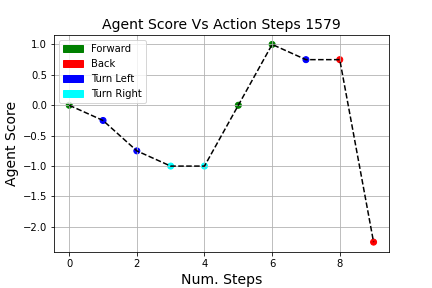 Agent Score Vs Action Steps 1579
Agent Score
1.0
0.5
0.0
−0.5
−1.0
−1.5
−2.0
Forward
Back
Turn Left
Turn Right
0 2 4 6 8
Num. Steps